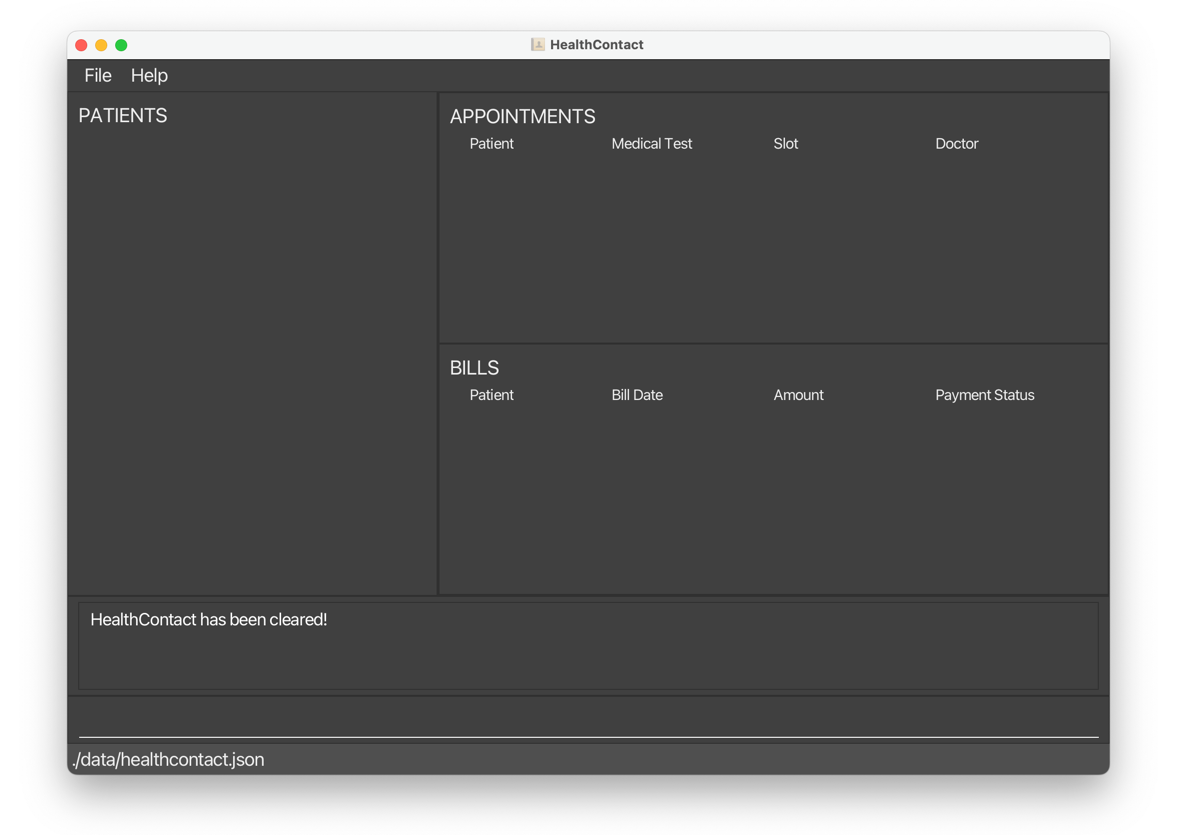 HealthContact
File Help
PATIENTS
APPOINTMENTS
Patient Medical Test Slot Doctor
BILLS
Patient Bill Date Amount Payment Status
HealthContact has been cleared!
./data/healthcontact.json